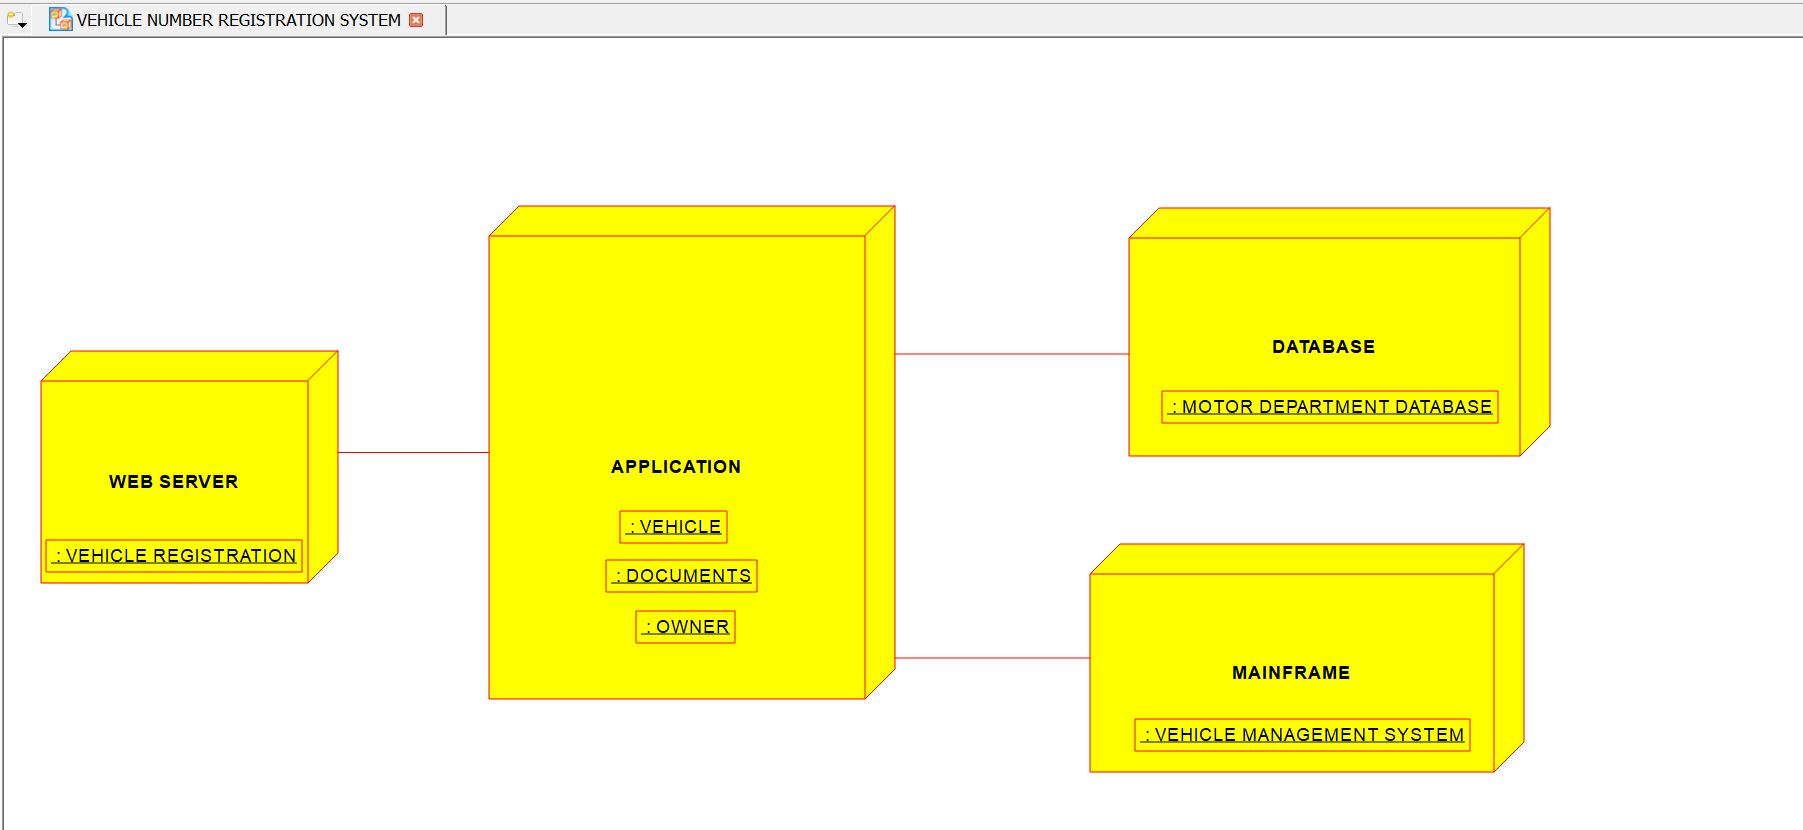 VEHICLE NUMBER REGISTRATION SYSTEM
WEB SERVER
: VEHICLE REGISTRATION
APPLICATION
: VEHICLE
: DOCUMENTS
: OWNER
DATABASE
: MOTOR DEPARTMENT DATABASE
MAINFRAME
: VEHICLE MANAGEMENT SYSTEM